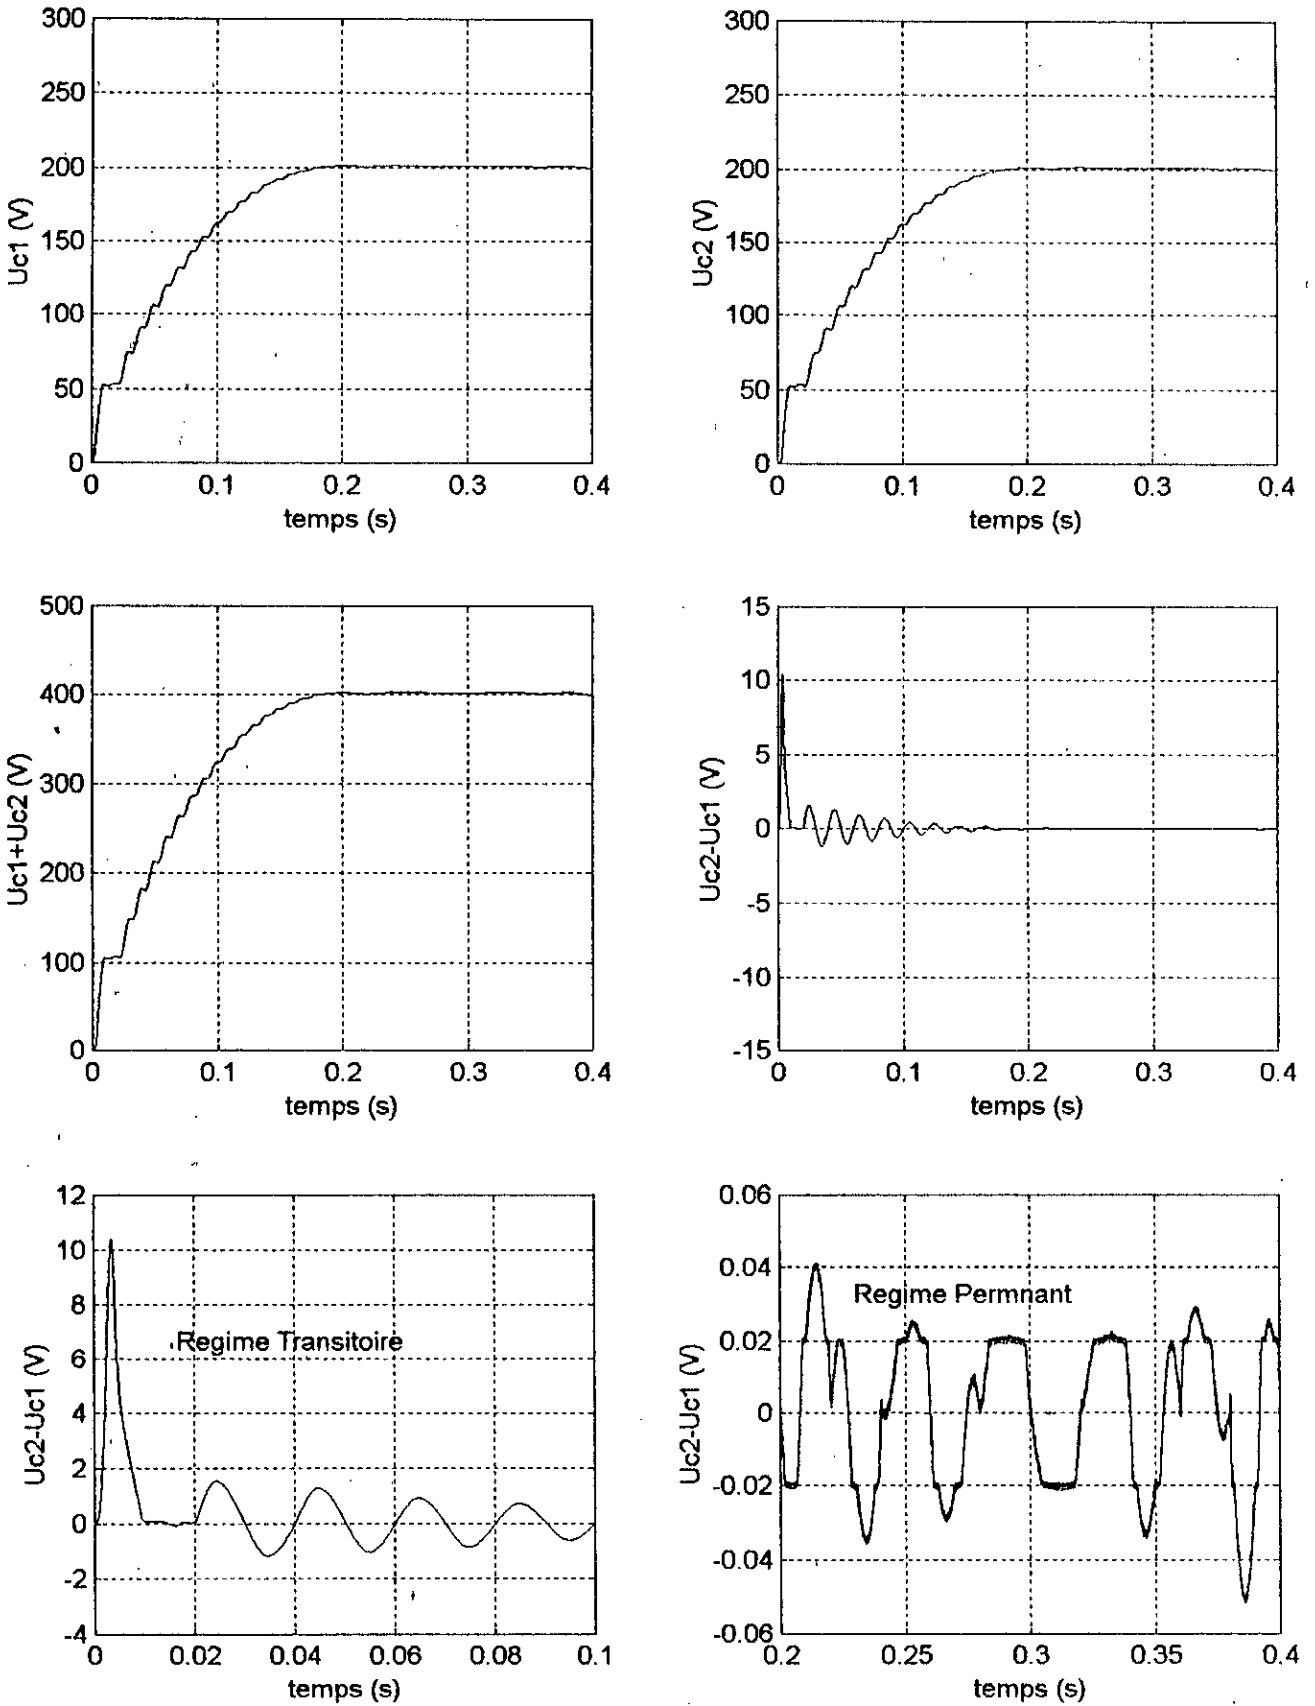 300
250
200
150
100
50
0
Uc1 (V)
0 0.1 0.2 0.3 0.4
temps (s)
300
250
200
150
100
50
0
Uc2 (V)
0 0.1 0.2 0.3 0.4
temps (s)
500
400
300
200
100
0
Uc1+Uc2 (V)
0 0.1 0.2 0.3 0.4
temps (s)
15
10
5
0
-5
-10
-15
Uc2-Uc1 (V)
0 0.1 0.2 0.3 0.4
temps (s)
12
10
8
6
4
2
0
-2
-4
Uc2-Uc1 (V)
Regime Transitoire
0 0.02 0.04 0.06 0.08 0.1
temps (s)
0.06
0.04
0.02
0
-0.02
-0.04
-0.06
Uc2-Uc1 (V)
Regime Permnant
0.2 0.25 0.3 0.35 0.4
temps (s)